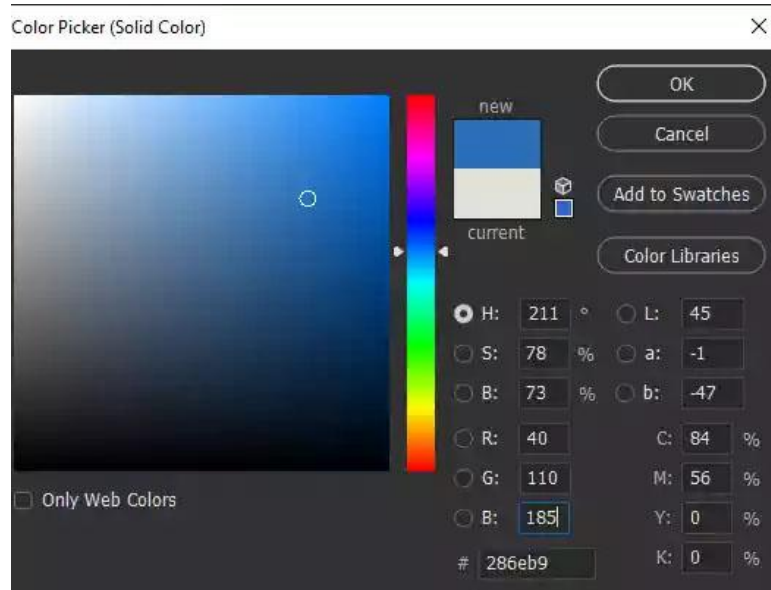 Color Picker (Solid Color)
OK
new
Cancel
Add to Swatches
current
Color Libraries
H: 211 ° L: 45
S: 78 % a: -1
B: 73 % b: -47
R: 40 C: 84 %
G: 110 M: 56 %
Only Web Colors
B: 185 Y: 0 %
# 286eb9 K: 0 %